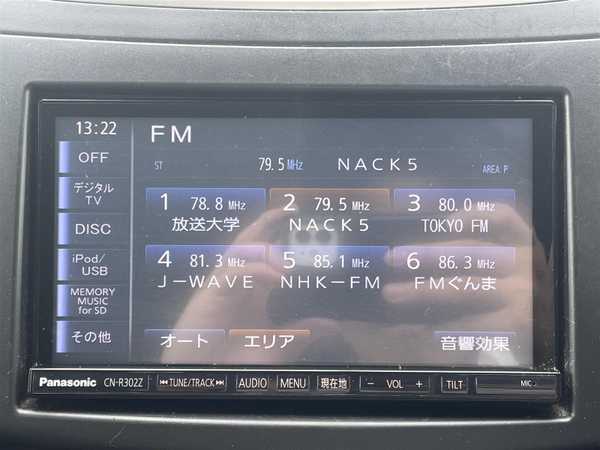 13:22
FM
OFF
ST 79.5 MHz NACK5 AREA: P
デジタル
TV
1 78.8 MHz
放送大学
2 79.5 MHz
NACK5
3 80.0 MHz
TOKYO FM
DISC
4 81.3 MHz
J-WAVE
5 85.1 MHz
NHK-FM
6 86.3 MHz
FMぐんま
iPod/
USB
MEMORY
MUSIC
for SD
その他
オート
エリア
音響効果
Panasonic CN-R302Z TUNE/TRACK AUDIO MENU 現在地 - VOL + TILT MIC